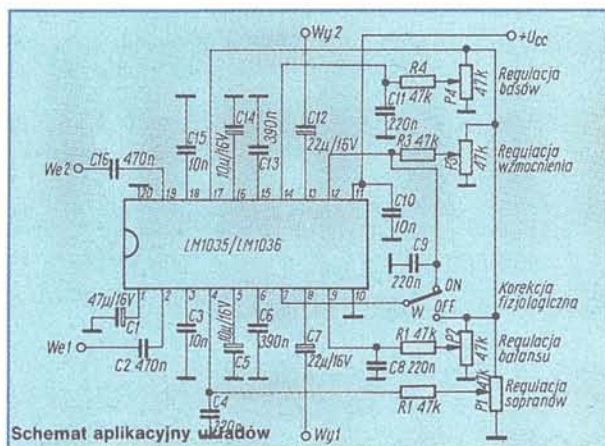 Wy2
+Ucc
C15
10n
C14
10µ/16V
C13
390n
C12
22µ/16V
C11
220n
R4 47k
P4
47k
Regulacja
basów
R3 47k
P3
47k
Regulacja
wzmocnienia
We2
C16
470n
20 19 18 17 16 15 14 13 12 11
LM1035/LM1036
1 2 3 4 5 6 7 8 9 10
C10
10n
C9
220n
ON
OFF
W
Korekcja
fizjologiczna
47µ/16V
C1
We1
C2 470n
C3
10n
C4
220n
10µ/16V
C5
C6
390n
C7
22µ/16V
C8 220n
R1 47k
P2
47k
Regulacja
balansu
R1 47k
P1
47k
Regulacja
sopranów
Wy1
Schemat aplikacyjny układów